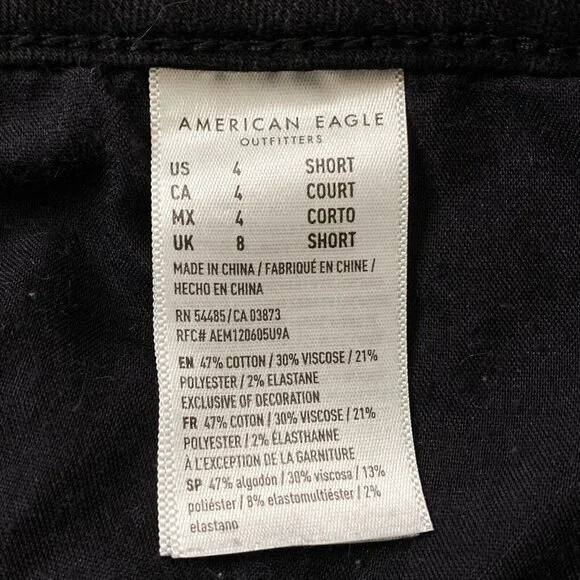 AMERICAN EAGLE
OUTFITTERS
US 4 SHORT
CA 4 COURT
MX 4 CORTO
UK 8 SHORT
MADE IN CHINA / FABRIQUÉ EN CHINE /
HECHO EN CHINA
RN 54485/CA 03873
RFC# AEM120605U9A
EN 47% COTTON / 30% VISCOSE / 21%
POLYESTER / 2% ELASTANE
EXCLUSIVE OF DECORATION
FR 47% COTON / 30% VISCOSE / 21%
POLYESTER / 2% ÉLASTHANNE
À L'EXCEPTION DE LA GARNITURE
SP 47% algodón / 30% viscosa / 13%
poliéster / 8% elastomultiéster / 2%
elastano